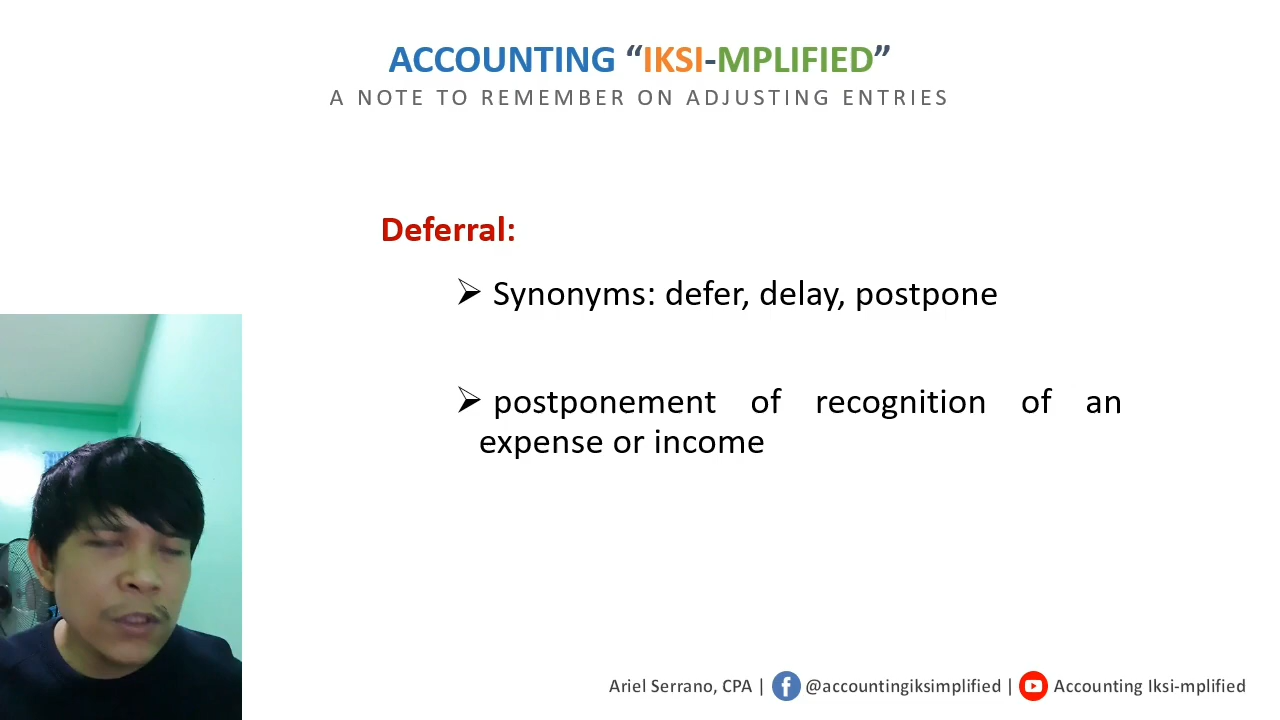 ACCOUNTING “IKSI-MPLIFIED”
A NOTE TO REMEMBER ON ADJUSTING ENTRIES
Deferral:
➢ Synonyms: defer, delay, postpone
➢ postponement of recognition of an
expense or income
Ariel Serrano, CPA | @accountingiksimplified | Accounting Iksi-mplified